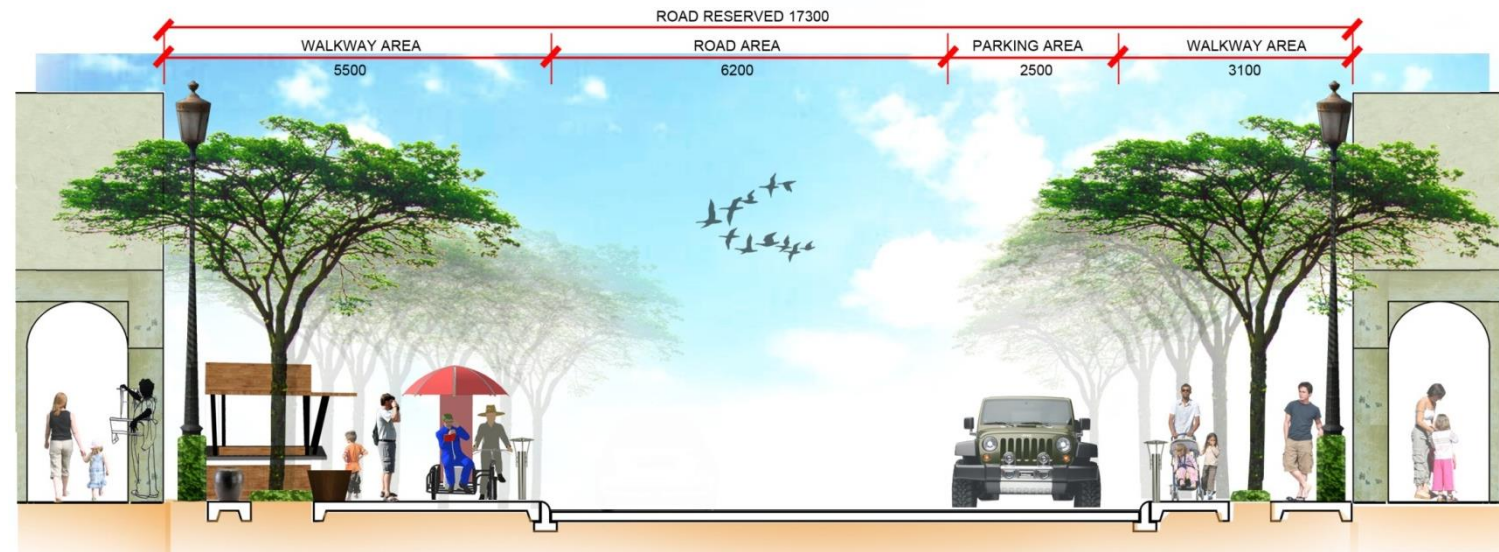 ROAD RESERVED 17300
WALKWAY AREA
ROAD AREA
PARKING AREA
WALKWAY AREA
5500
6200
2500
3100